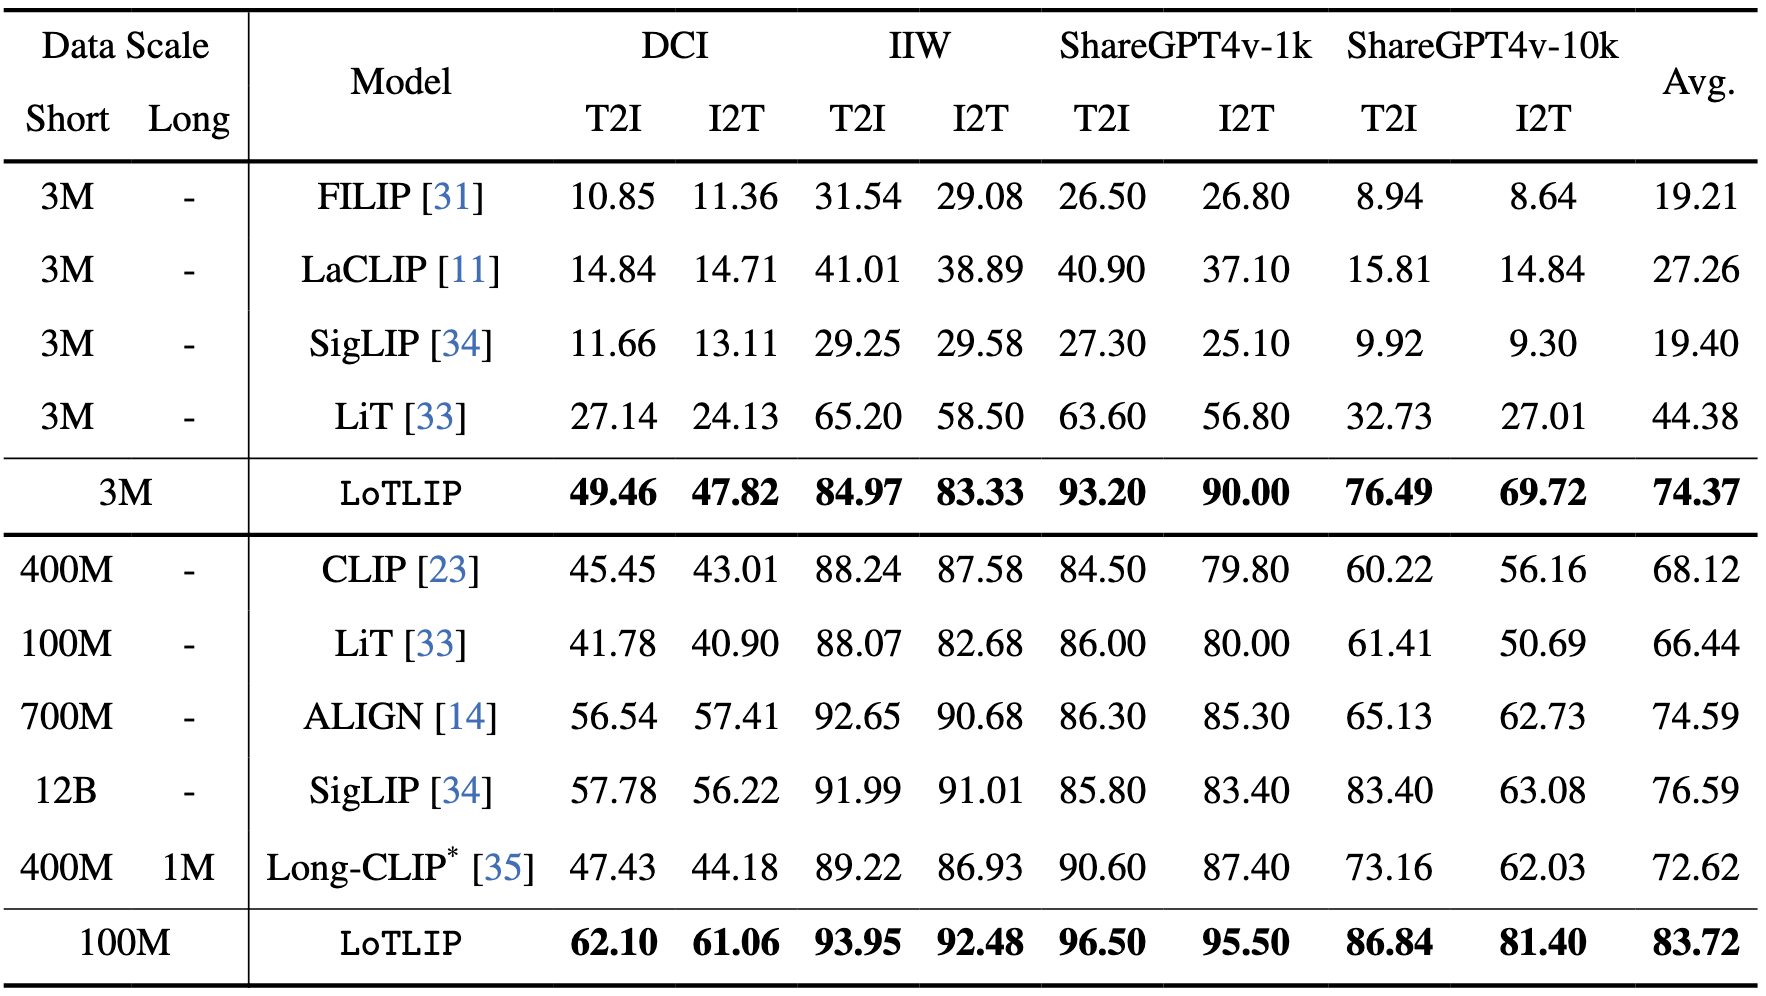 Data Scale Model DCI IIW ShareGPT4v-1k ShareGPT4v-10k Avg.
Short Long T2I I2T T2I I2T T2I I2T T2I I2T
3M - FILIP [31] 10.85 11.36 31.54 29.08 26.50 26.80 8.94 8.64 19.21
3M - LaCLIP [11] 14.84 14.71 41.01 38.89 40.90 37.10 15.81 14.84 27.26
3M - SigLIP [34] 11.66 13.11 29.25 29.58 27.30 25.10 9.92 9.30 19.40
3M - LiT [33] 27.14 24.13 65.20 58.50 63.60 56.80 32.73 27.01 44.38
3M LoTLIP 49.46 47.82 84.97 83.33 93.20 90.00 76.49 69.72 74.37
400M - CLIP [23] 45.45 43.01 88.24 87.58 84.50 79.80 60.22 56.16 68.12
100M - LiT [33] 41.78 40.90 88.07 82.68 86.00 80.00 61.41 50.69 66.44
700M - ALIGN [14] 56.54 57.41 92.65 90.68 86.30 85.30 65.13 62.73 74.59
12B - SigLIP [34] 57.78 56.22 91.99 91.01 85.80 83.40 83.40 63.08 76.59
400M 1M Long-CLIP* [35] 47.43 44.18 89.22 86.93 90.60 87.40 73.16 62.03 72.62
100M LoTLIP 62.10 61.06 93.95 92.48 96.50 95.50 86.84 81.40 83.72